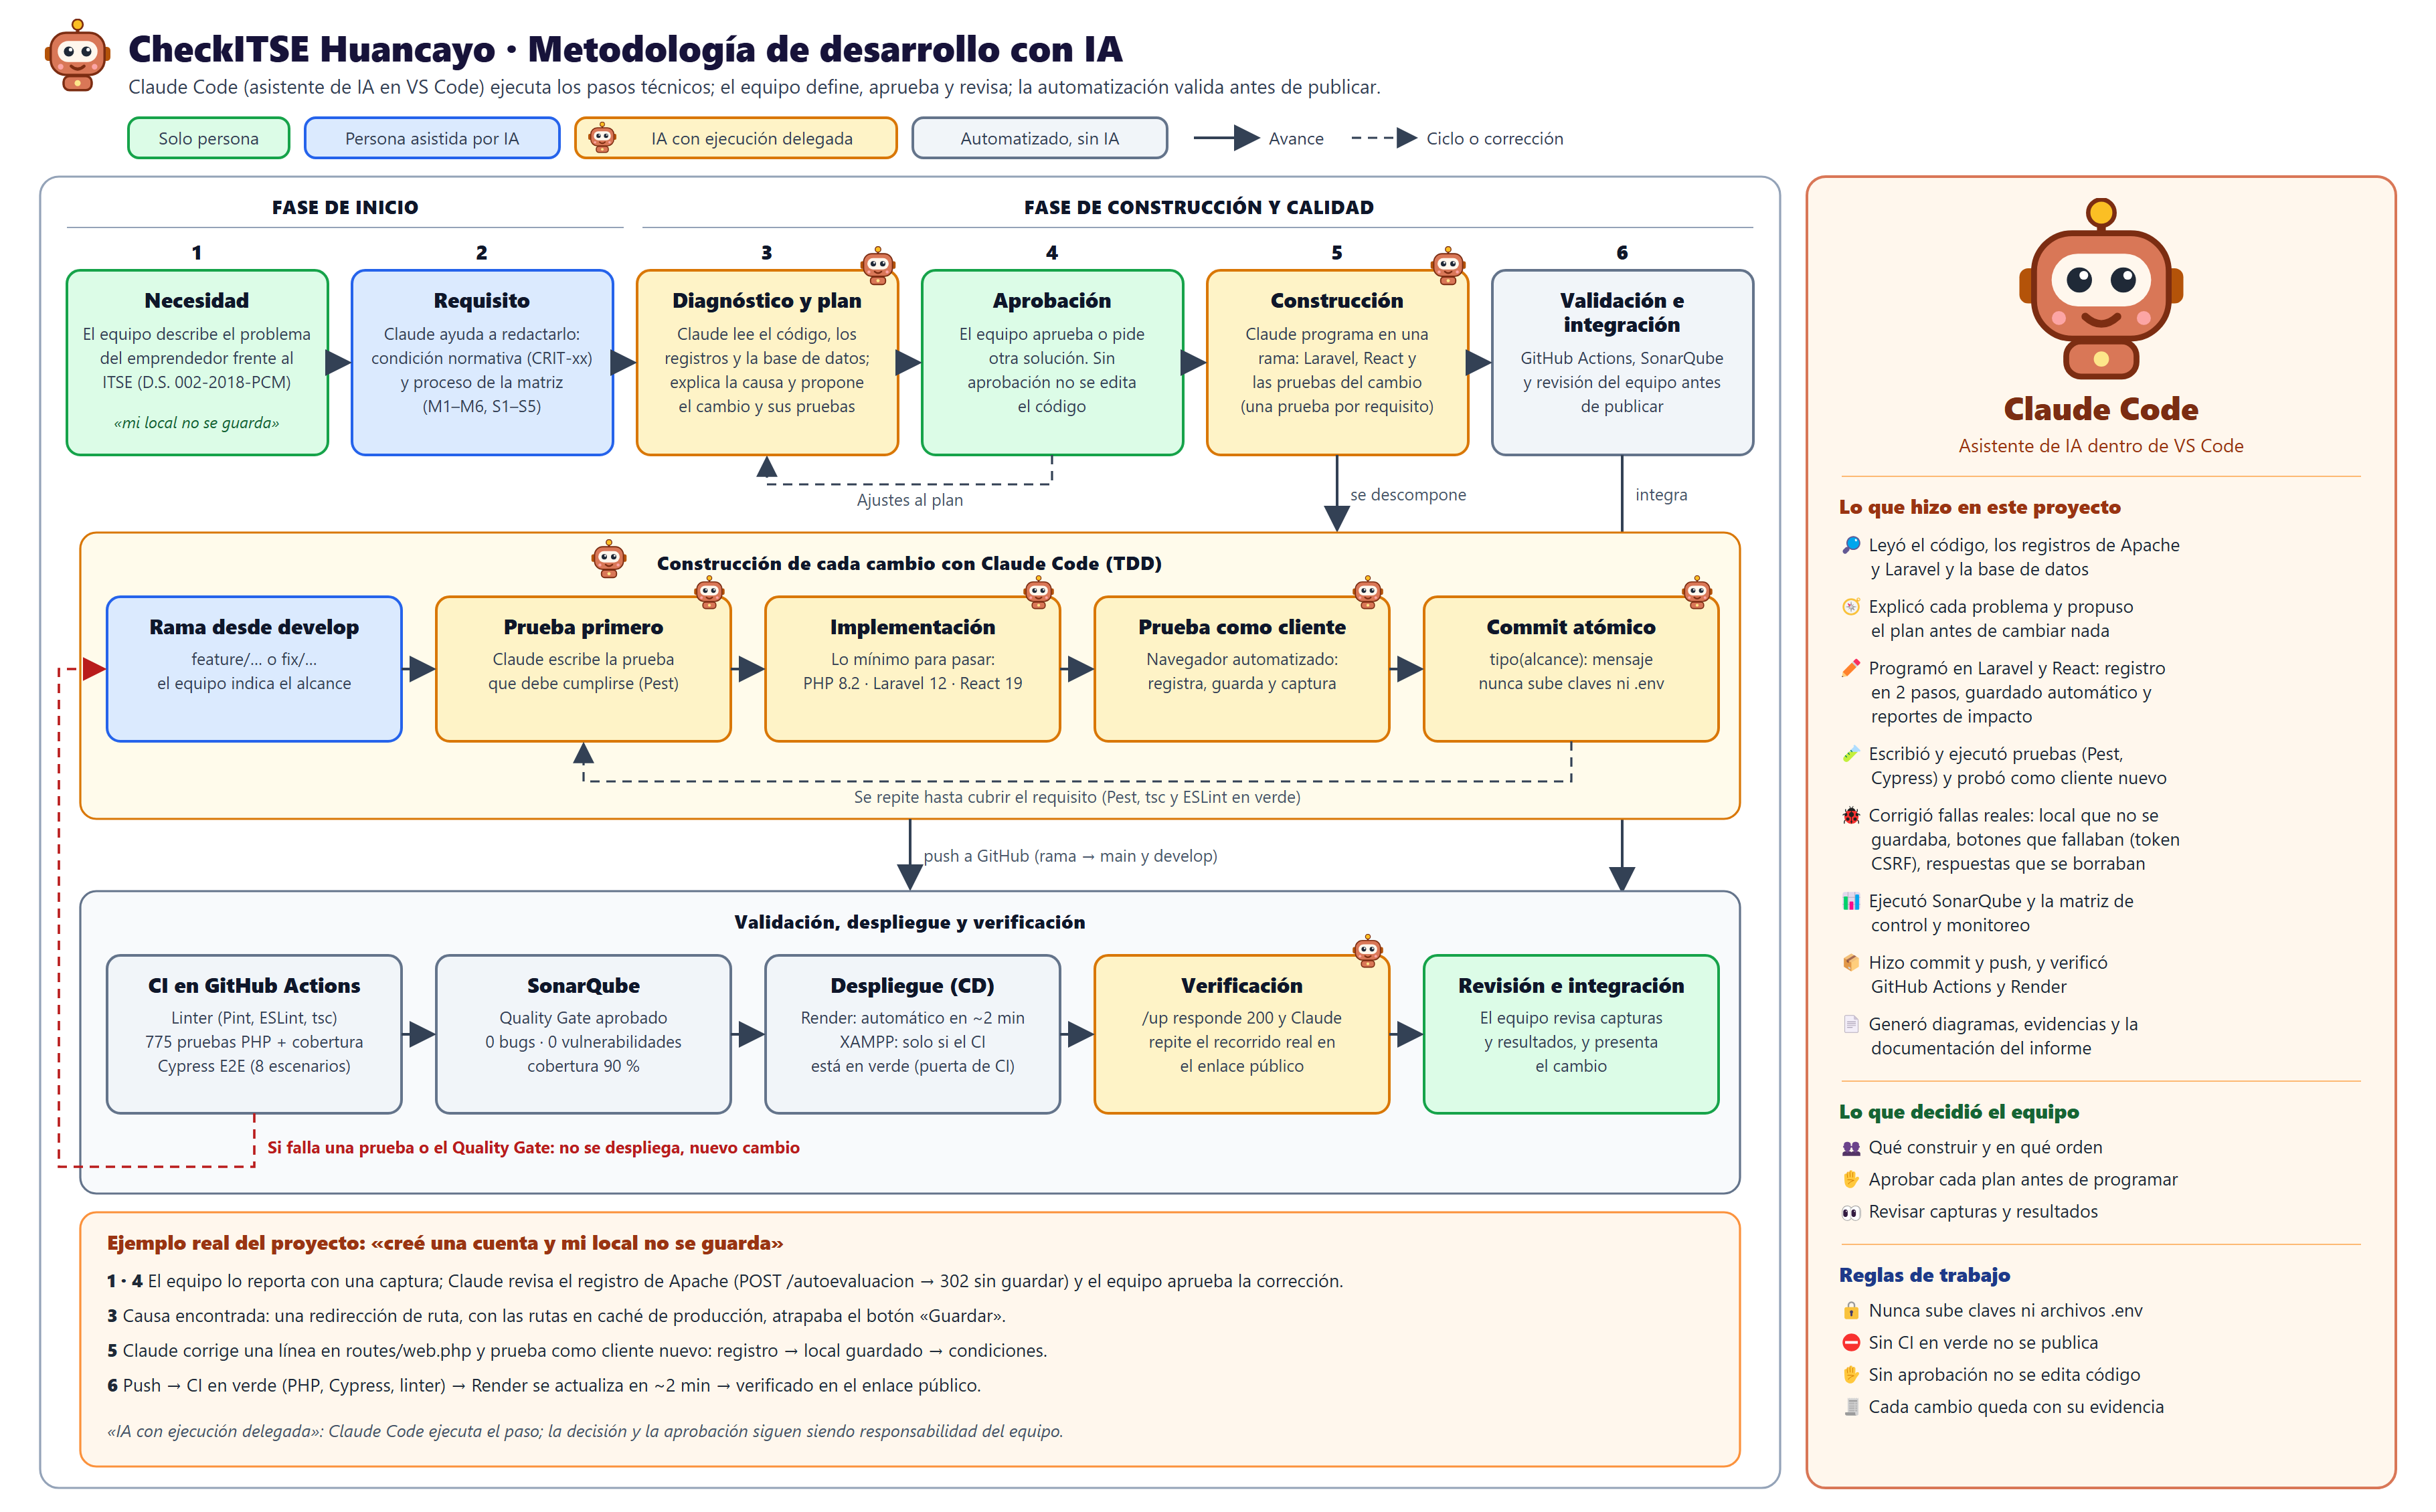 CheckITSE Huancayo · Metodología de desarrollo con IA
Claude Code (asistente de IA en VS Code) ejecuta los pasos técnicos; el equipo define, aprueba y revisa; la automatización valida antes de publicar.
Solo persona
Persona asistida por IA
IA con ejecución delegada
Automatizado, sin IA
Avance
Ciclo o corrección
FASE DE INICIO
FASE DE CONSTRUCCIÓN Y CALIDAD
1
Necesidad
El equipo describe el problema
del emprendedor frente al
ITSE (D.S. 002-2018-PCM)
«mi local no se guarda»
2
Requisito
Claude ayuda a redactarlo:
condición normativa (CRIT-xx)
y proceso de la matriz
(M1–M6, S1–S5)
3
Diagnóstico y plan
Claude lee el código, los
registros y la base de datos;
explica la causa y propone
el cambio y sus pruebas
4
Aprobación
El equipo aprueba o pide
otra solución. Sin
aprobación no se edita
el código
5
Construcción
Claude programa en una
rama: Laravel, React y
las pruebas del cambio
(una prueba por requisito)
6
Validación e
integración
GitHub Actions, SonarQube
y revisión del equipo antes
de publicar
Ajustes al plan
se descompone
integra
Construcción de cada cambio con Claude Code (TDD)
Rama desde develop
feature/... o fix/...
el equipo indica el alcance
Prueba primero
Claude escribe la prueba
que debe cumplirse (Pest)
Implementación
Lo mínimo para pasar:
PHP 8.2 · Laravel 12 · React 19
Prueba como cliente
Navegador automatizado:
registra, guarda y captura
Commit atómico
tipo(alcance): mensaje
nunca sube claves ni .env
Se repite hasta cubrir el requisito (Pest, tsc y ESLint en verde)
push a GitHub (rama → main y develop)
Validación, despliegue y verificación
CI en GitHub Actions
Linter (Pint, ESLint, tsc)
775 pruebas PHP + cobertura
Cypress E2E (8 escenarios)
SonarQube
Quality Gate aprobado
0 bugs · 0 vulnerabilidades
cobertura 90 %
Despliegue (CD)
Render: automático en ~2 min
XAMPP: solo si el CI
está en verde (puerta de CI)
Verificación
/up responde 200 y Claude
repite el recorrido real en
el enlace público
Revisión e integración
El equipo revisa capturas
y resultados, y presenta
el cambio
Si falla una prueba o el Quality Gate: no se despliega, nuevo cambio
Ejemplo real del proyecto: «creé una cuenta y mi local no se guarda»
1 · 4 El equipo lo reporta con una captura; Claude revisa el registro de Apache (POST /autoevaluacion → 302 sin guardar) y el equipo aprueba la corrección.
3 Causa encontrada: una redirección de ruta, con las rutas en caché de producción, atrapaba el botón «Guardar».
5 Claude corrige una línea en routes/web.php y prueba como cliente nuevo: registro → local guardado → condiciones.
6 Push → CI en verde (PHP, Cypress, linter) → Render se actualiza en ~2 min → verificado en el enlace público.
«IA con ejecución delegada»: Claude Code ejecuta el paso; la decisión y la aprobación siguen siendo responsabilidad del equipo.
Claude Code
Asistente de IA dentro de VS Code
Lo que hizo en este proyecto
Leyó el código, los registros de Apache
y Laravel y la base de datos
Explicó cada problema y propuso
el plan antes de cambiar nada
Programó en Laravel y React: registro
en 2 pasos, guardado automático y
reportes de impacto
Escribió y ejecutó pruebas (Pest,
Cypress) y probó como cliente nuevo
Corrigió fallas reales: local que no se
guardaba, botones que fallaban (token
CSRF), respuestas que se borraban
Ejecutó SonarQube y la matriz de
control y monitoreo
Hizo commit y push, y verificó
GitHub Actions y Render
Generó diagramas, evidencias y la
documentación del informe
Lo que decidió el equipo
Qué construir y en qué orden
Aprobar cada plan antes de programar
Revisar capturas y resultados
Reglas de trabajo
Nunca sube claves ni archivos .env
Sin CI en verde no se publica
Sin aprobación no se edita código
Cada cambio queda con su evidencia